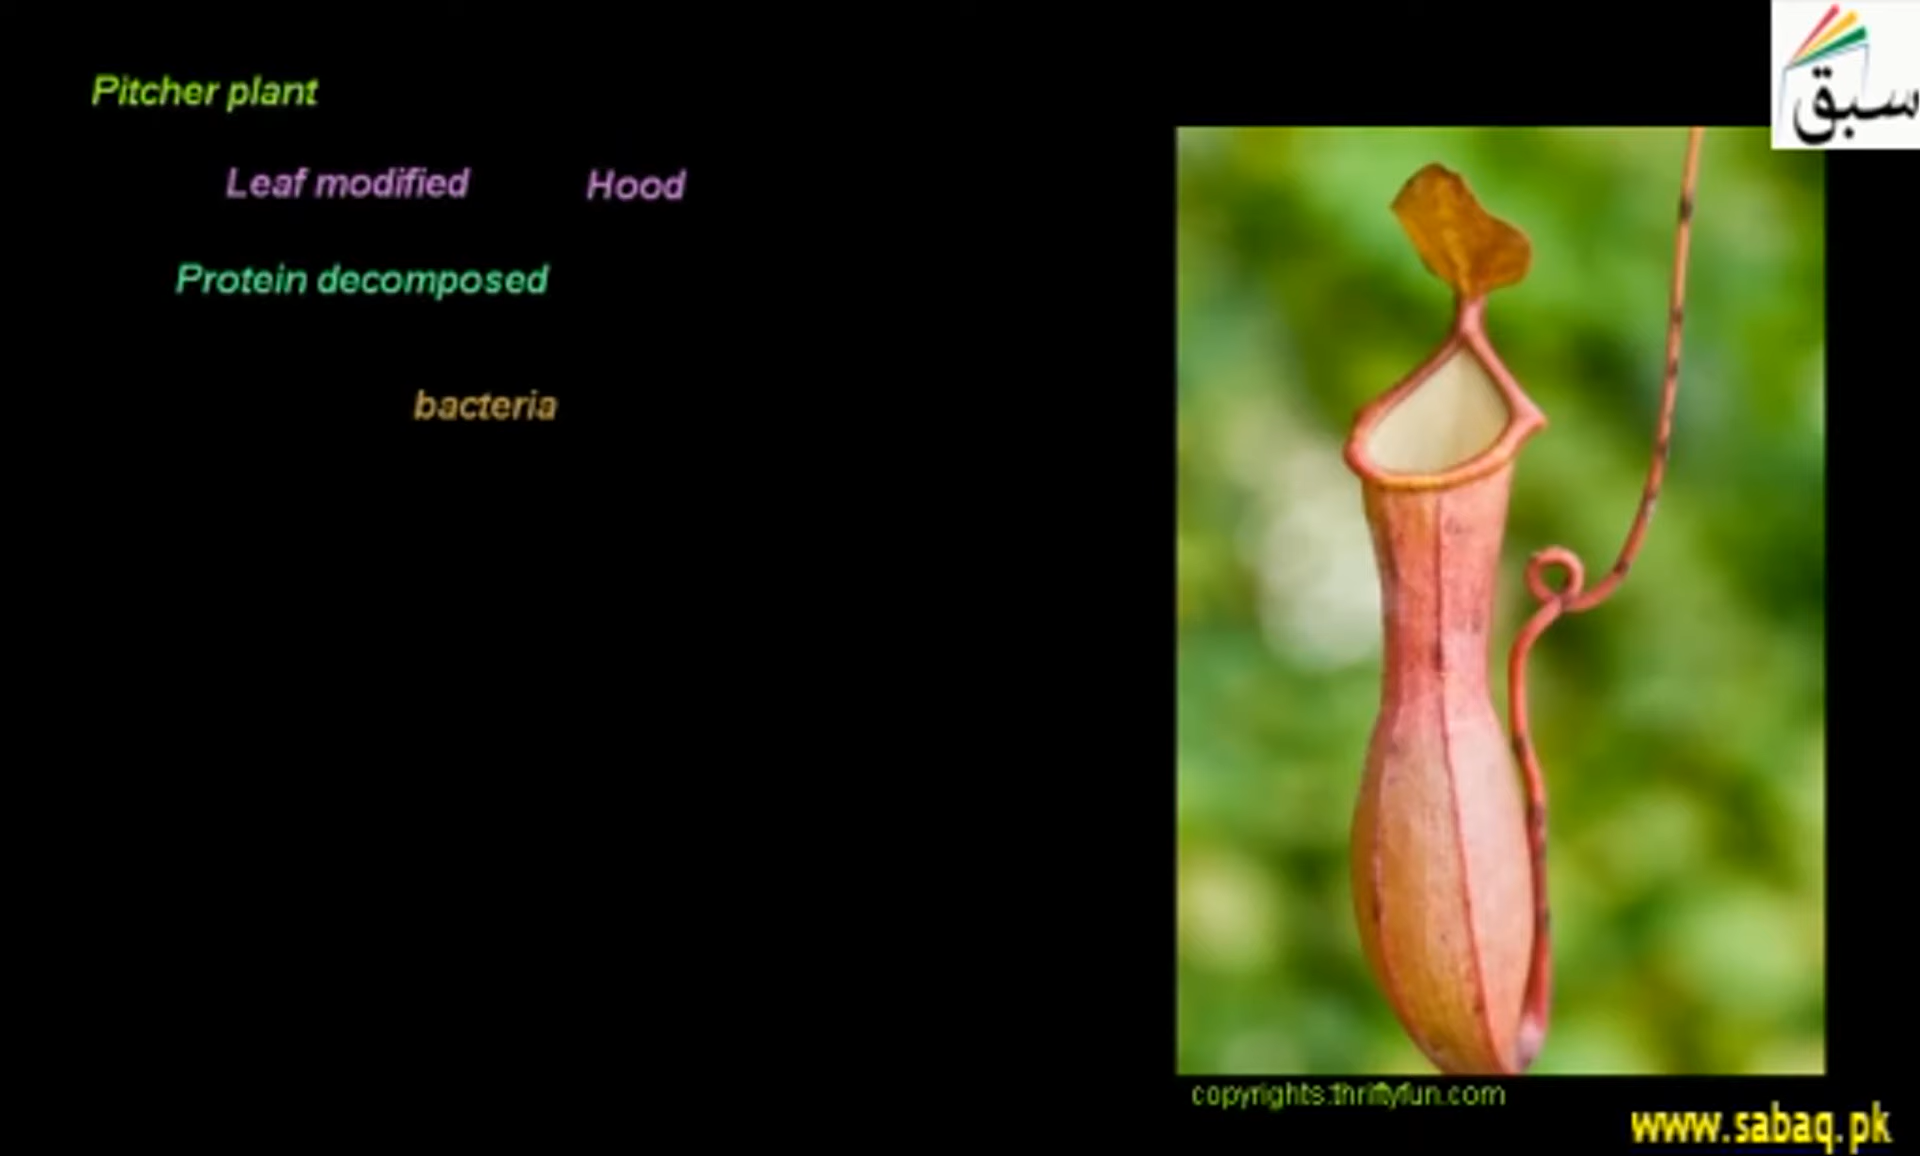 سبق
Pitcher plant
Leaf modified Hood
Protein decomposed
bacteria
copyrights:thriftyfun.com
www.sabaq.pk